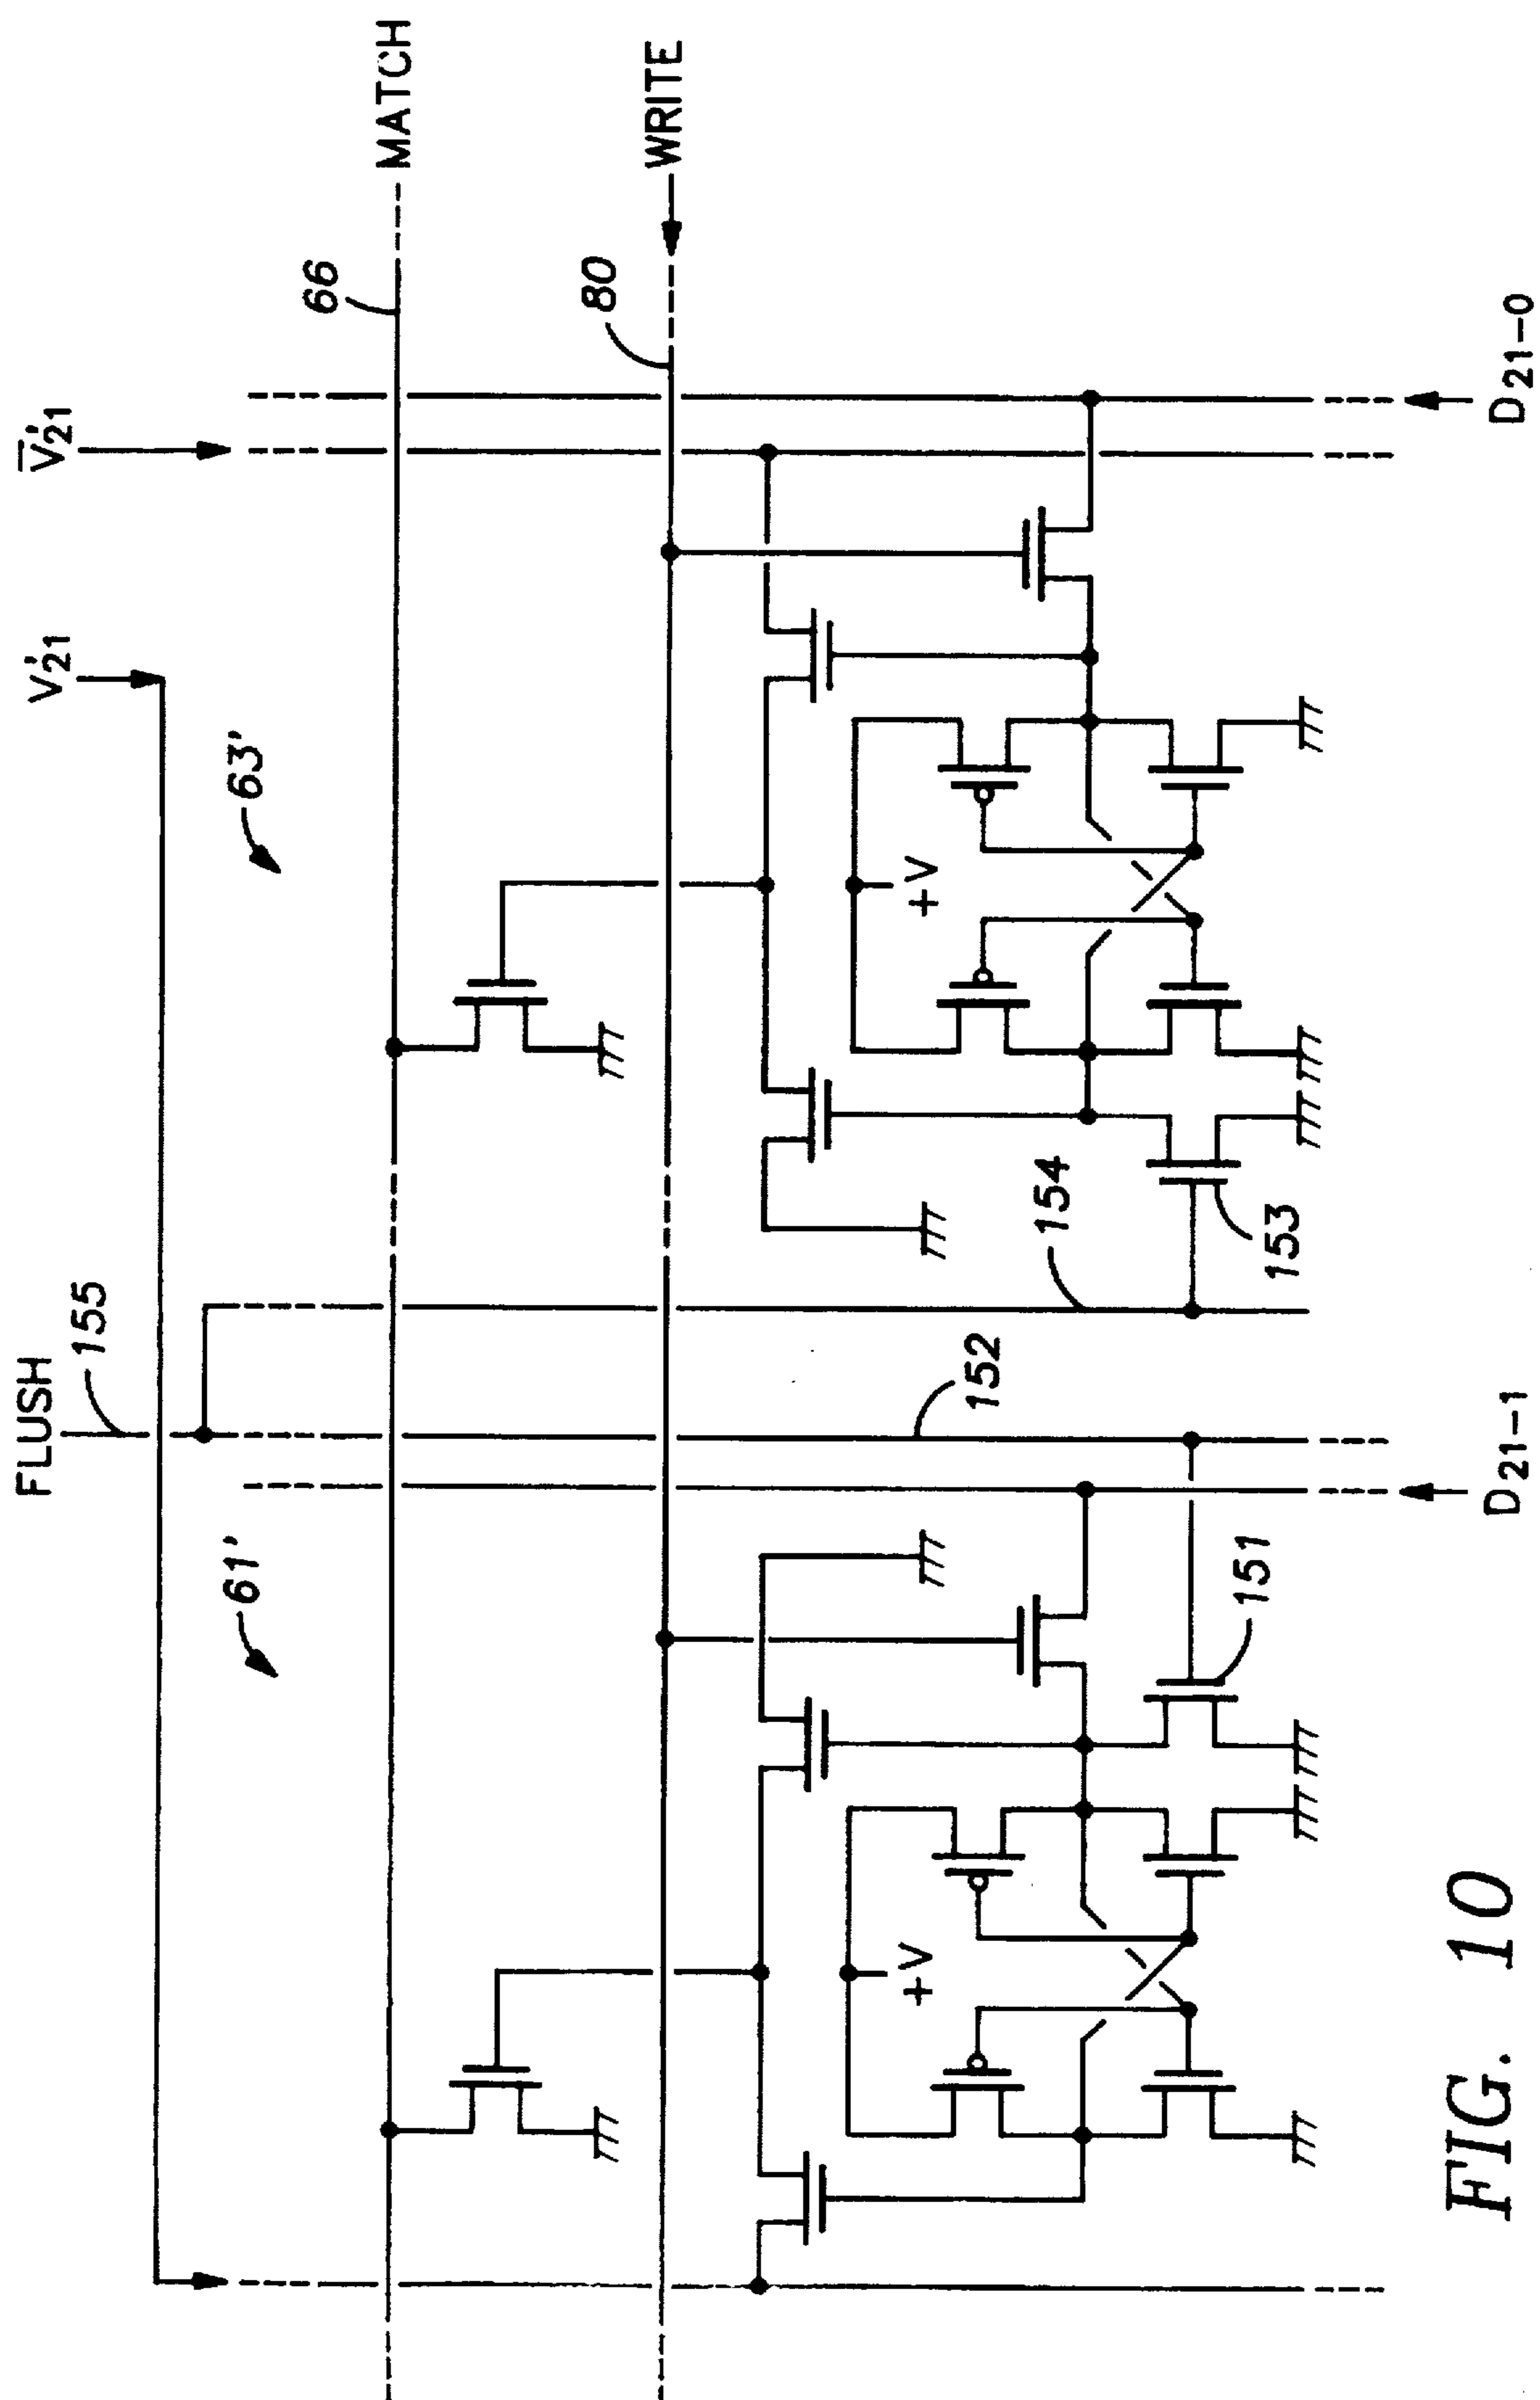 FLUSH
155
V'21
V̅'21
MATCH
66
WRITE
80
61'
63'
+V
+V
152
154
151
153
D21-1
D21-0
FIG. 10